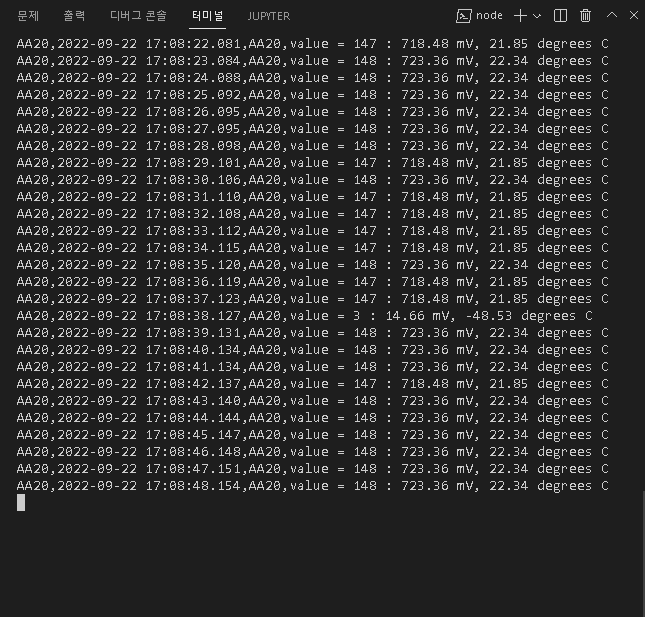 문제 출력 디버그 콘솔 터미널 JUPYTER node
AA20,2022-09-22 17:08:22.081,AA20,value = 147 : 718.48 mV, 21.85 degrees C
AA20,2022-09-22 17:08:23.084,AA20,value = 148 : 723.36 mV, 22.34 degrees C
AA20,2022-09-22 17:08:24.088,AA20,value = 148 : 723.36 mV, 22.34 degrees C
AA20,2022-09-22 17:08:25.092,AA20,value = 148 : 723.36 mV, 22.34 degrees C
AA20,2022-09-22 17:08:26.095,AA20,value = 148 : 723.36 mV, 22.34 degrees C
AA20,2022-09-22 17:08:27.095,AA20,value = 148 : 723.36 mV, 22.34 degrees C
AA20,2022-09-22 17:08:28.098,AA20,value = 148 : 723.36 mV, 22.34 degrees C
AA20,2022-09-22 17:08:29.101,AA20,value = 147 : 718.48 mV, 21.85 degrees C
AA20,2022-09-22 17:08:30.106,AA20,value = 148 : 723.36 mV, 22.34 degrees C
AA20,2022-09-22 17:08:31.110,AA20,value = 147 : 718.48 mV, 21.85 degrees C
AA20,2022-09-22 17:08:32.108,AA20,value = 147 : 718.48 mV, 21.85 degrees C
AA20,2022-09-22 17:08:33.112,AA20,value = 147 : 718.48 mV, 21.85 degrees C
AA20,2022-09-22 17:08:34.115,AA20,value = 147 : 718.48 mV, 21.85 degrees C
AA20,2022-09-22 17:08:35.120,AA20,value = 148 : 723.36 mV, 22.34 degrees C
AA20,2022-09-22 17:08:36.119,AA20,value = 147 : 718.48 mV, 21.85 degrees C
AA20,2022-09-22 17:08:37.123,AA20,value = 147 : 718.48 mV, 21.85 degrees C
AA20,2022-09-22 17:08:38.127,AA20,value = 3 : 14.66 mV, -48.53 degrees C
AA20,2022-09-22 17:08:39.131,AA20,value = 148 : 723.36 mV, 22.34 degrees C
AA20,2022-09-22 17:08:40.134,AA20,value = 148 : 723.36 mV, 22.34 degrees C
AA20,2022-09-22 17:08:41.134,AA20,value = 148 : 723.36 mV, 22.34 degrees C
AA20,2022-09-22 17:08:42.137,AA20,value = 147 : 718.48 mV, 21.85 degrees C
AA20,2022-09-22 17:08:43.140,AA20,value = 148 : 723.36 mV, 22.34 degrees C
AA20,2022-09-22 17:08:44.144,AA20,value = 148 : 723.36 mV, 22.34 degrees C
AA20,2022-09-22 17:08:45.147,AA20,value = 148 : 723.36 mV, 22.34 degrees C
AA20,2022-09-22 17:08:46.148,AA20,value = 148 : 723.36 mV, 22.34 degrees C
AA20,2022-09-22 17:08:47.151,AA20,value = 148 : 723.36 mV, 22.34 degrees C
AA20,2022-09-22 17:08:48.154,AA20,value = 148 : 723.36 mV, 22.34 degrees C